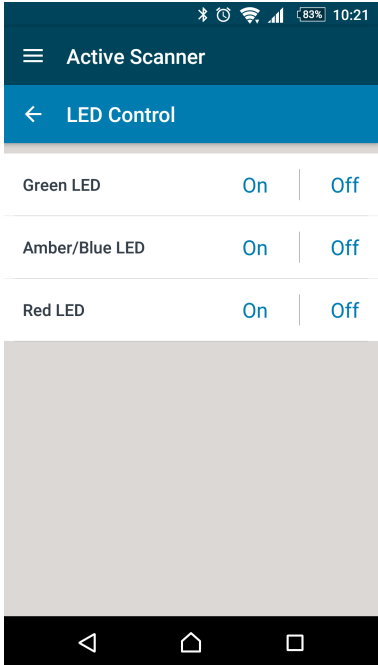 83% 10:21
Active Scanner
LED Control
Green LED On Off
Amber/Blue LED On Off
Red LED On Off